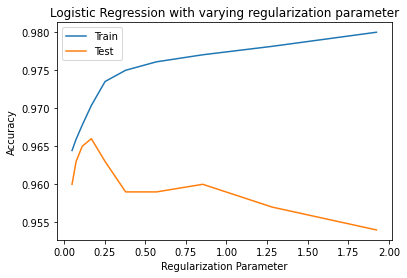 Logistic Regression with varying regularization parameter
Train
Test
0.980
0.975
0.970
0.965
0.960
0.955
Accuracy
0.00 0.25 0.50 0.75 1.00 1.25 1.50 1.75 2.00
Regularization Parameter